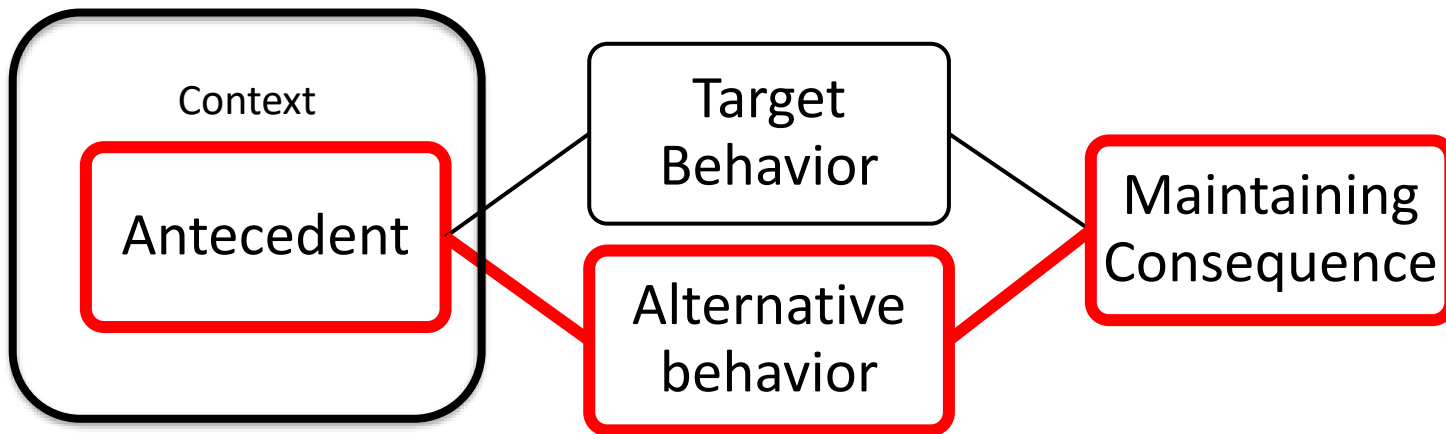 Context
Antecedent
Target
Behavior
Alternative
behavior
Maintaining
Consequence